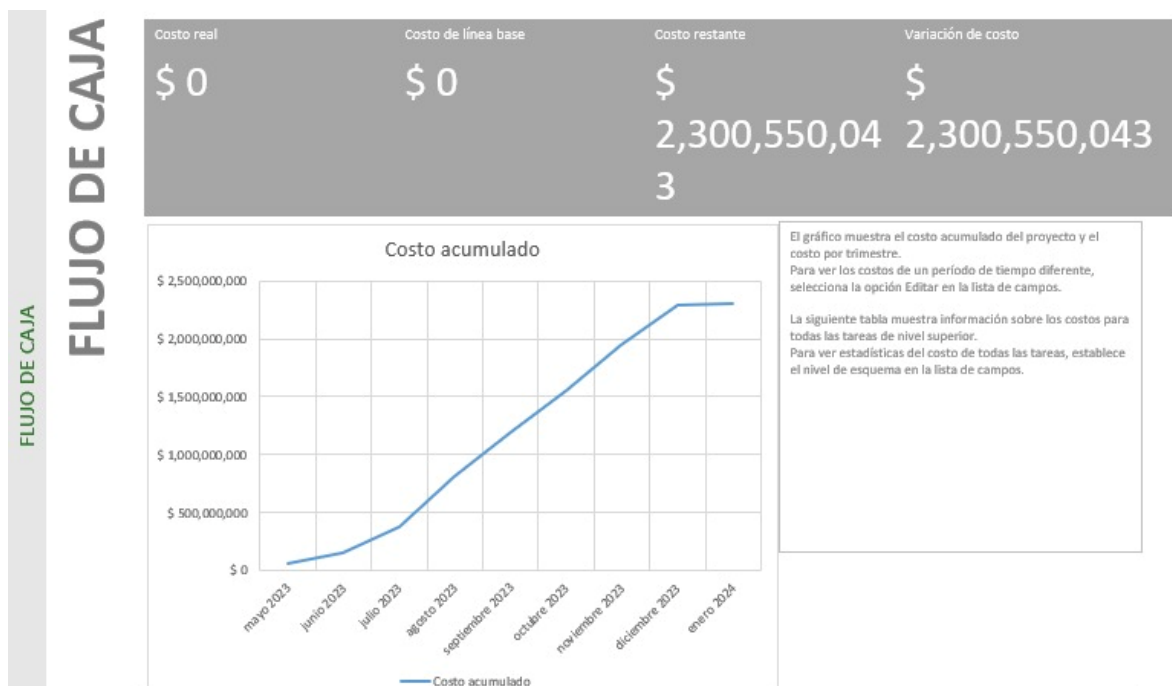 FLUJO DE CAJA
FLUJO DE CAJA
Costo real
$ 0
Costo de línea base
$ 0
Costo restante
$
2,300,550,04
3
Variación de costo
$
2,300,550,043
Costo acumulado
$ 2,500,000,000
$ 2,000,000,000
$ 1,500,000,000
$ 1,000,000,000
$ 500,000,000
$ 0
mayo 2023
junio 2023
julio 2023
agosto 2023
septiembre 2023
octubre 2023
noviembre 2023
diciembre 2023
enero 2024
Costo acumulado
El gráfico muestra el costo acumulado del proyecto y el
costo por trimestre.
Para ver los costos de un período de tiempo diferente,
selecciona la opción Editar en la lista de campos.
La siguiente tabla muestra información sobre los costos para
todas las tareas de nivel superior.
Para ver estadísticas del costo de todas las tareas, establece
el nivel de esquema en la lista de campos.